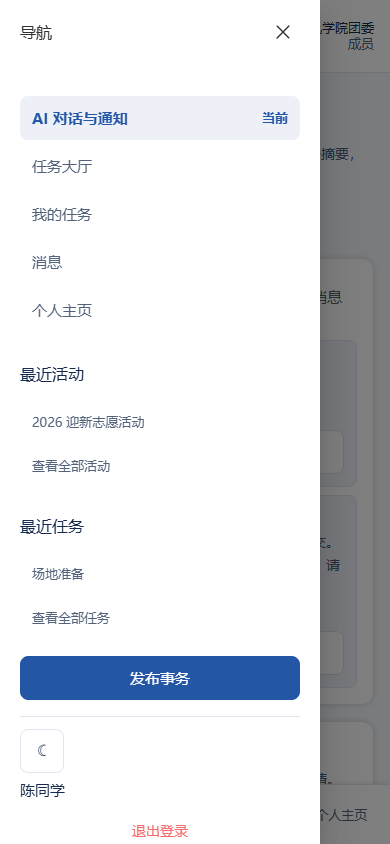 导航
学院团委
成员
AI 对话与通知 当前
摘要，
任务大厅
我的任务
消息
消息
个人主页
最近活动
2026 迎新志愿活动
查看全部活动
最近任务
交。
请
场地准备
查看全部任务
发布事务
陈同学
个人主页
退出登录